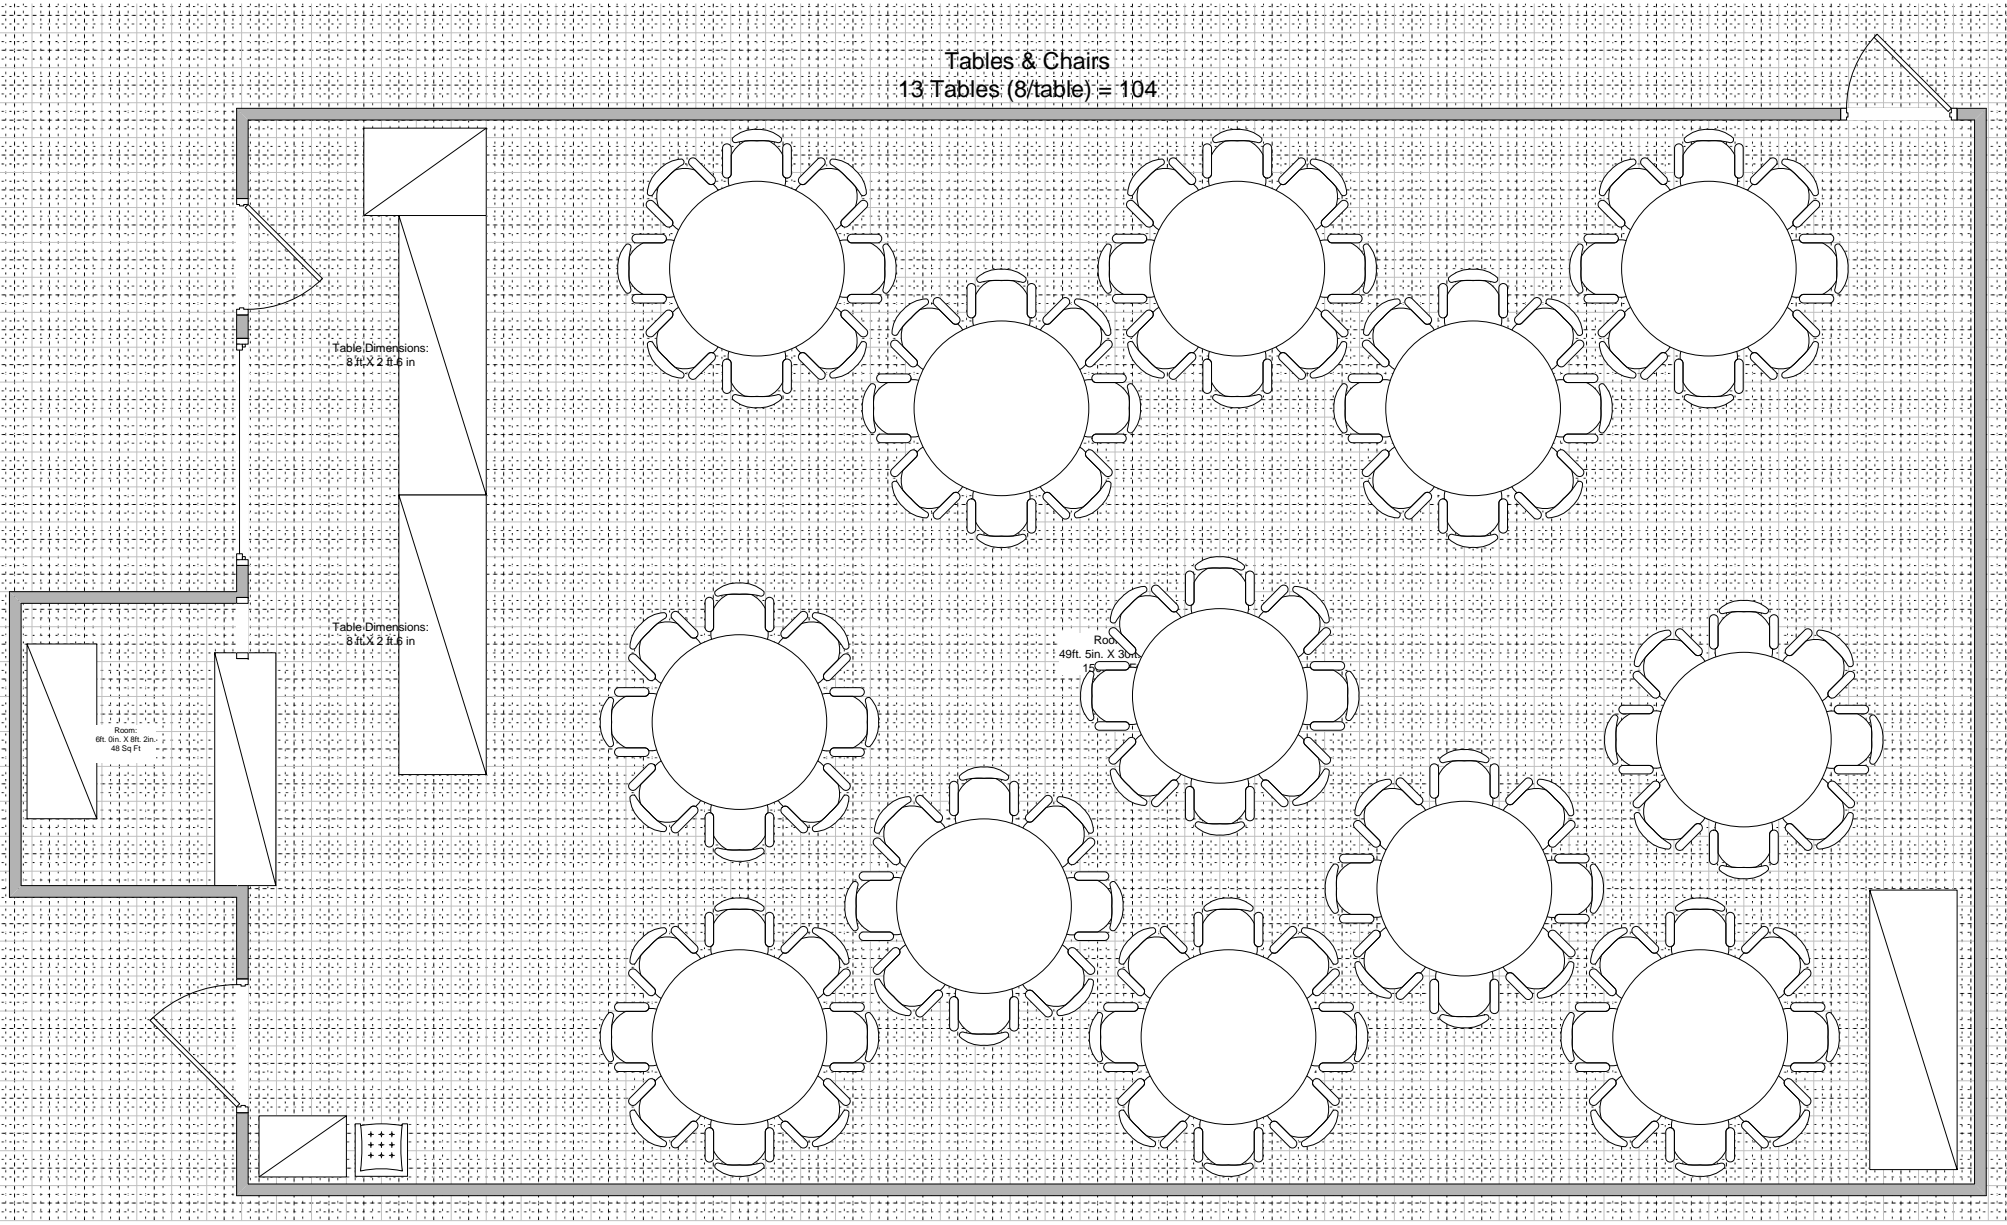 Tables & Chairs
13 Tables (8/table) = 104
Table Dimensions:
8 ft X 2 ft 6 in
Table Dimensions:
8 ft X 2 ft 6 in
49ft. 5in. X
Room:
6ft. 0in. X 8ft. 2in.
48 Sq Ft